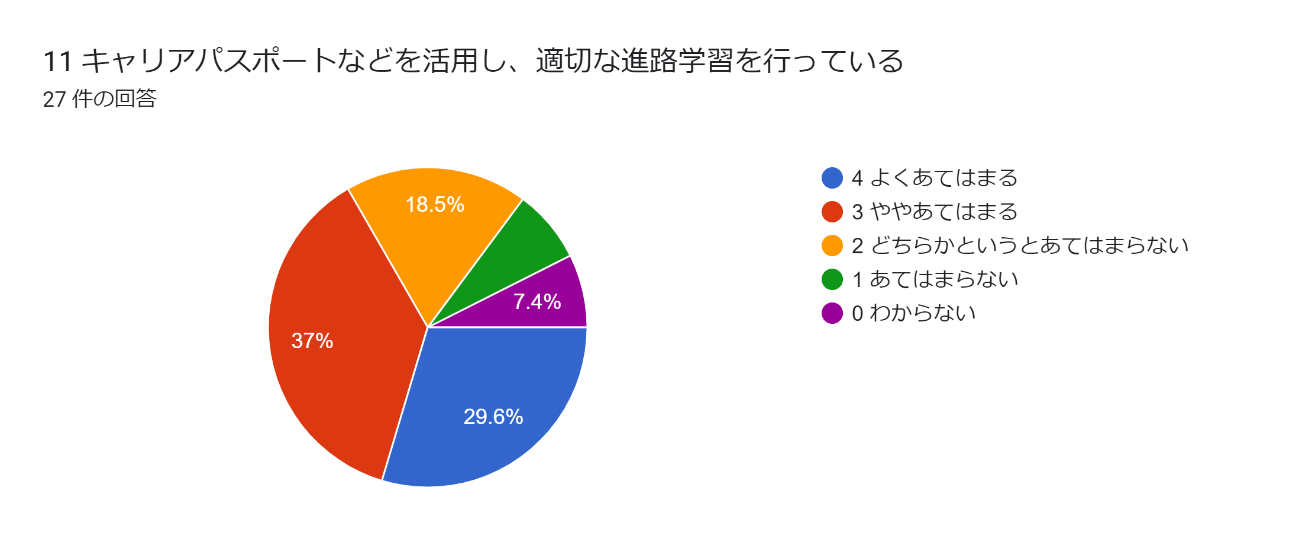 11 キャリアパスポートなどを活用し、適切な進路学習を行っている
27 件の回答
4 よくあてはまる
3 ややあてはまる
2 どちらかというとあてはまらない
1 あてはまらない
0 わからない
18.5%
7.4%
37%
29.6%